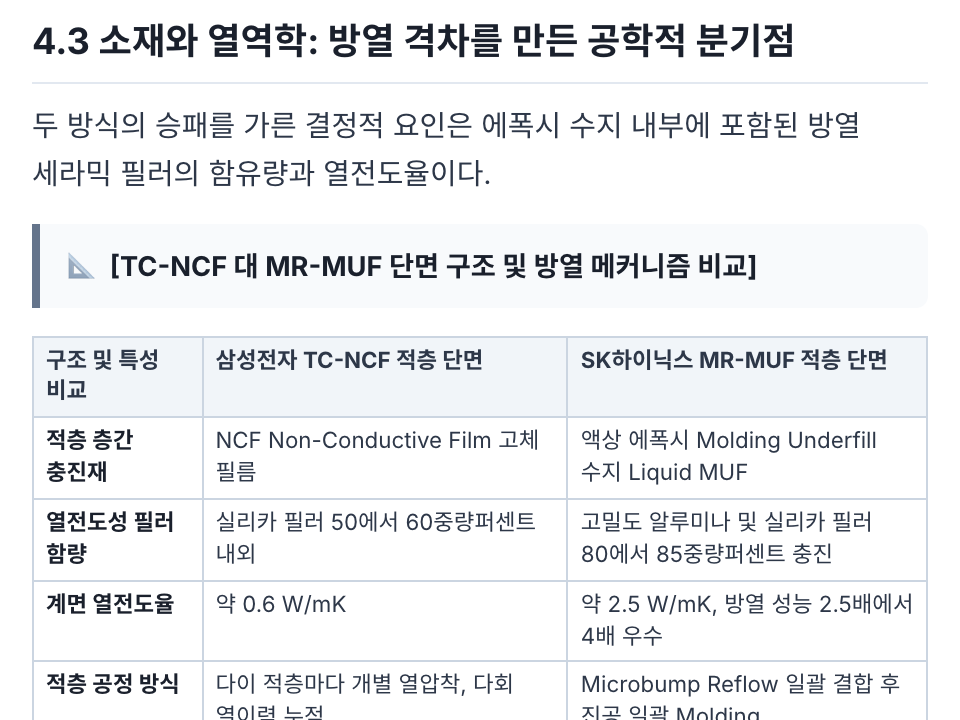 4.3 소재와 열역학: 방열 격차를 만든 공학적 분기점
두 방식의 승패를 가른 결정적 요인은 에폭시 수지 내부에 포함된 방열
세라믹 필러의 함유량과 열전도율이다.
[TC-NCF 대 MR-MUF 단면 구조 및 방열 메커니즘 비교]
구조 및 특성
비교
삼성전자 TC-NCF 적층 단면
SK하이닉스 MR-MUF 적층 단면
적층 층간
충진재
NCF Non-Conductive Film 고체
필름
액상 에폭시 Molding Underfill
수지 Liquid MUF
열전도성 필러
함량
실리카 필러 50에서 60중량퍼센트
내외
고밀도 알루미나 및 실리카 필러
80에서 85중량퍼센트 충진
계면 열전도율
약 0.6 W/mK
약 2.5 W/mK, 방열 성능 2.5배에서
4배 우수
적층 공정 방식
다이 적층마다 개별 열압착, 다회
열이력 누적
Microbump Reflow 일괄 결합 후
진공 일괄 Molding